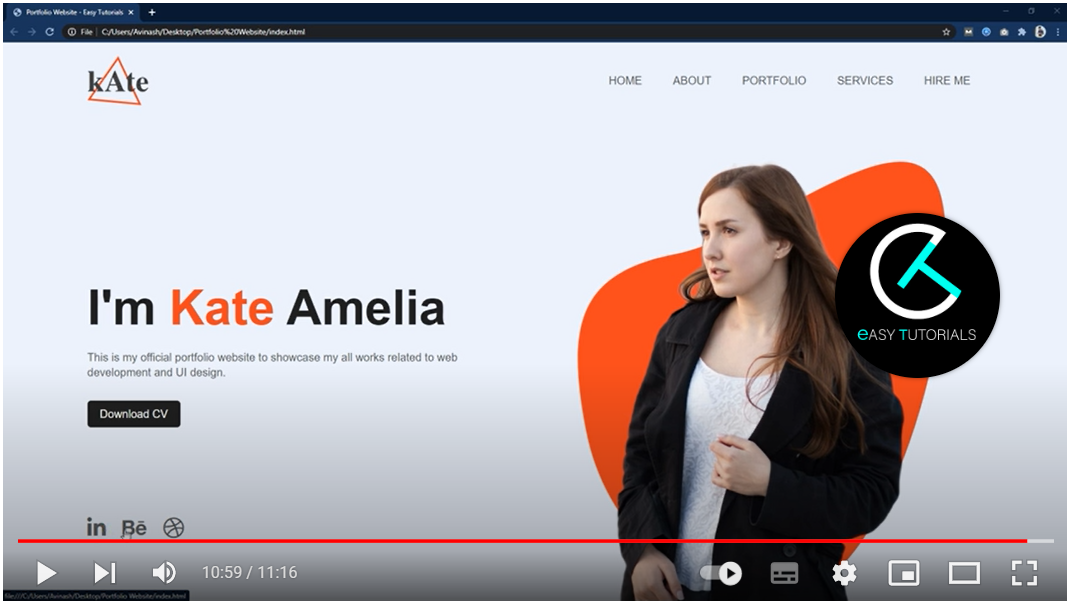 Portfolio Website - Easy Tutorials
File | C:/Users/Avinash/Desktop/Portfolio%20Website/index.html
kAte
HOME ABOUT PORTFOLIO SERVICES HIRE ME
I'm Kate Amelia
This is my official portfolio website to showcase my all works related to web
development and UI design.
Download CV
eASY TUTORIALS
in Bē
10:59 / 11:16
file:///C:/Users/Avinash/Desktop/Portfolio Website/index.html